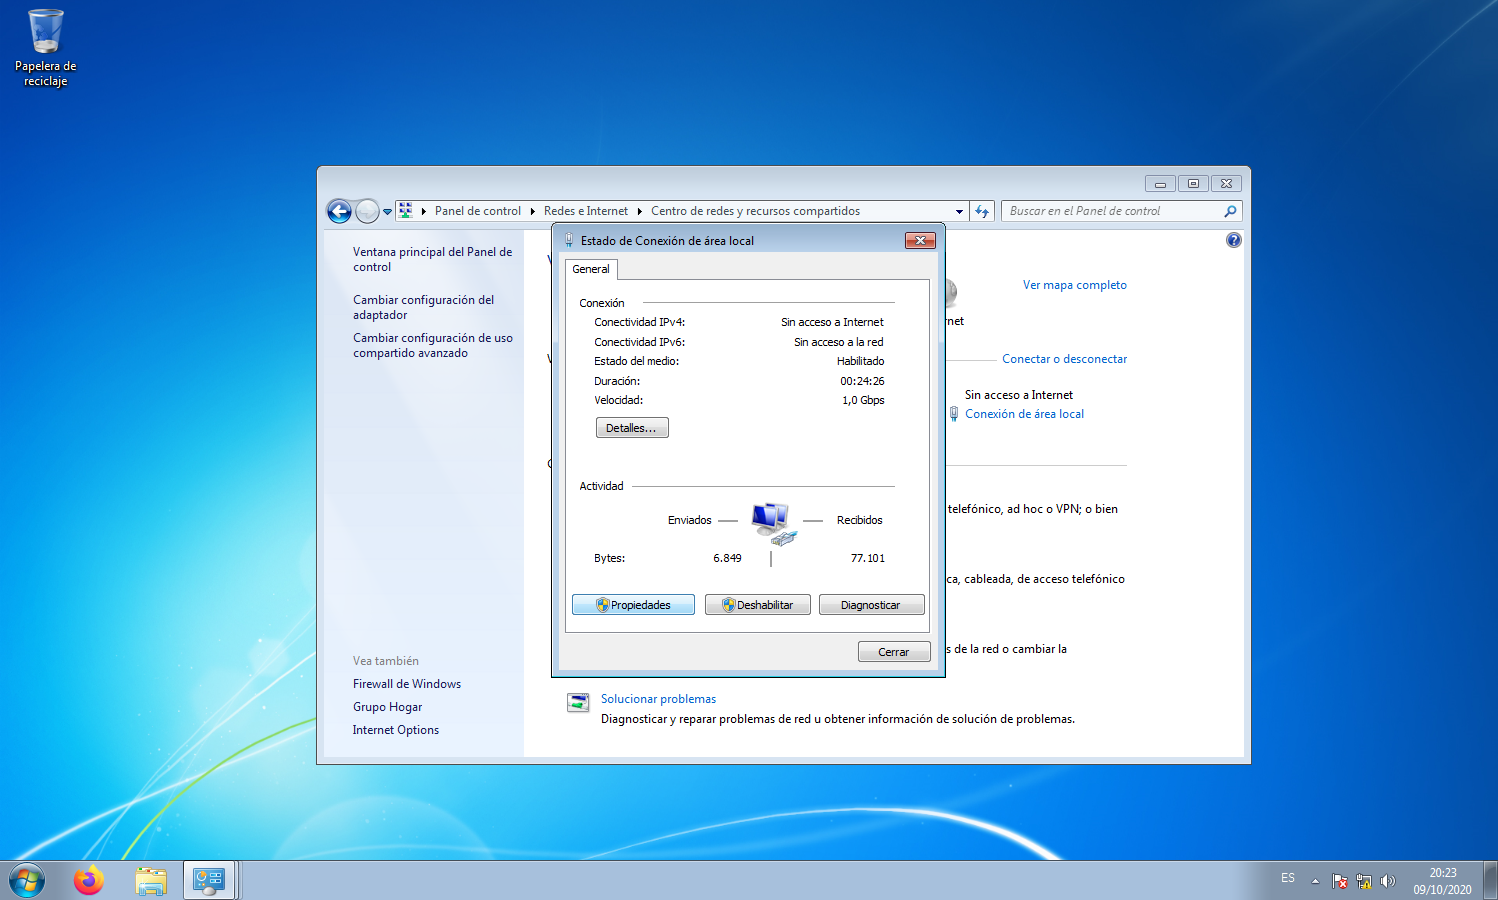 Papelera de
reciclaje
Panel de control
Redes e Internet
Centro de redes y recursos compartidos
Buscar en el Panel de control
Ventana principal del Panel de
control
Cambiar configuración del
adaptador
Cambiar configuración de uso
compartido avanzado
Vea también
Firewall de Windows
Grupo Hogar
Internet Options
Estado de Conexión de área local
General
Conexión
Conectividad IPv4: Sin acceso a Internet
Conectividad IPv6: Sin acceso a la red
Estado del medio: Habilitado
Duración: 00:24:26
Velocidad: 1,0 Gbps
Detalles...
Actividad
Enviados
Recibidos
Bytes: 6.849 77.101
Propiedades
Deshabilitar
Diagnosticar
Cerrar
Ver mapa completo
rnet
Conectar o desconectar
Sin acceso a Internet
Conexión de área local
telefónico, ad hoc o VPN; o bien
ca, cableada, de acceso telefónico
s de la red o cambiar la
Solucionar problemas
Diagnosticar y reparar problemas de red u obtener información de solución de problemas.
ES
20:23
09/10/2020